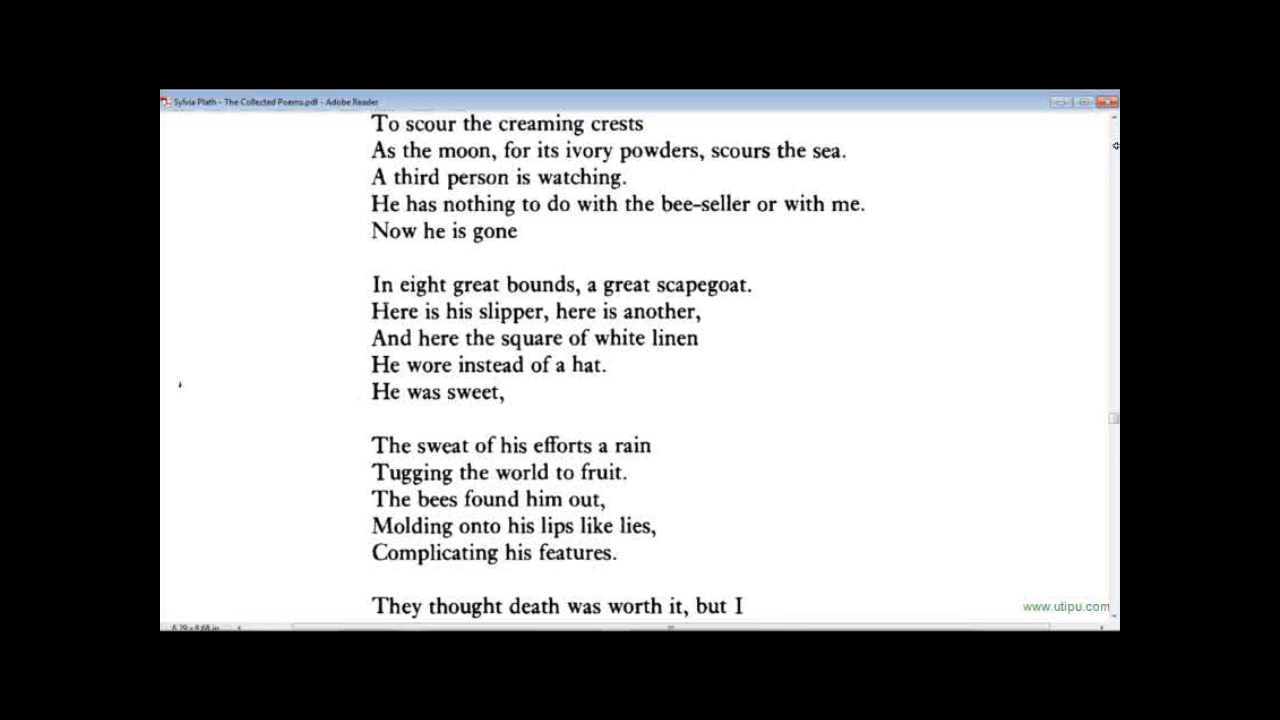 Sylvia Plath - The Collected Poems.pdf - Adobe Reader
To scour the creaming crests
As the moon, for its ivory powders, scours the sea.
A third person is watching.
He has nothing to do with the bee-seller or with me.
Now he is gone
In eight great bounds, a great scapegoat.
Here is his slipper, here is another,
And here the square of white linen
He wore instead of a hat.
He was sweet,
The sweat of his efforts a rain
Tugging the world to fruit.
The bees found him out,
Molding onto his lips like lies,
Complicating his features.
They thought death was worth it, but I
www.utipu.com